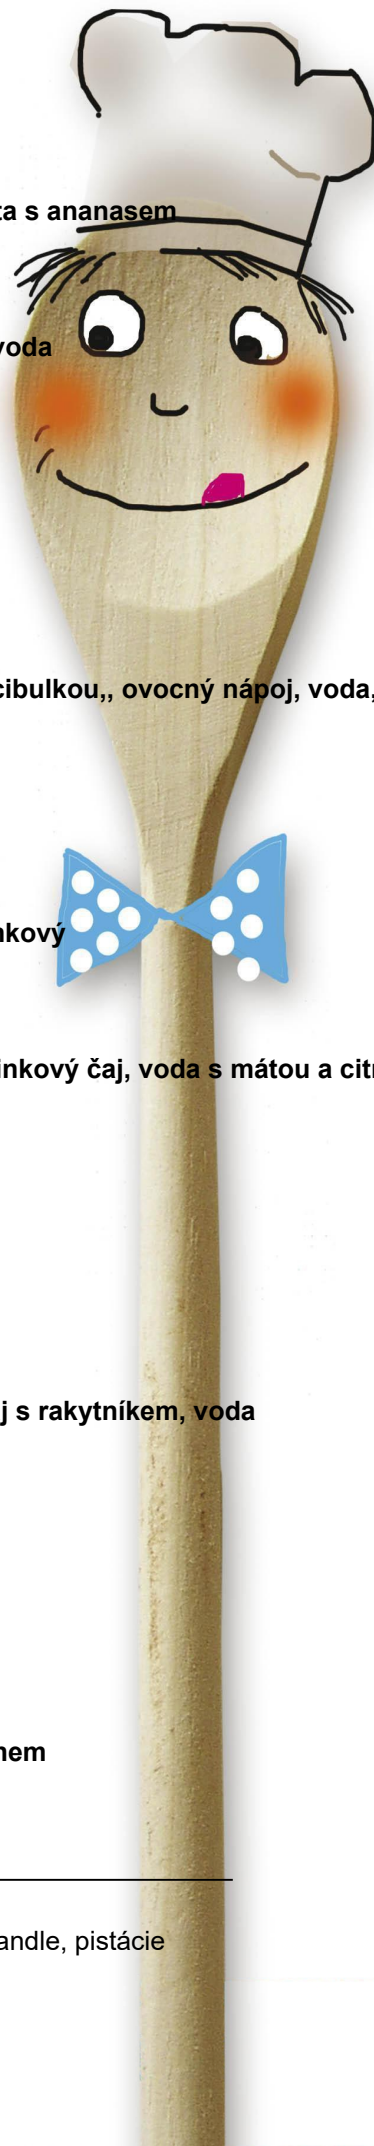 ta s ananasem
voda
cibulkou,, ovocný nápoj, voda,
nkový
inkový čaj, voda s mátou a citr
j s rakytníkem, voda
nem
andle, pistácie